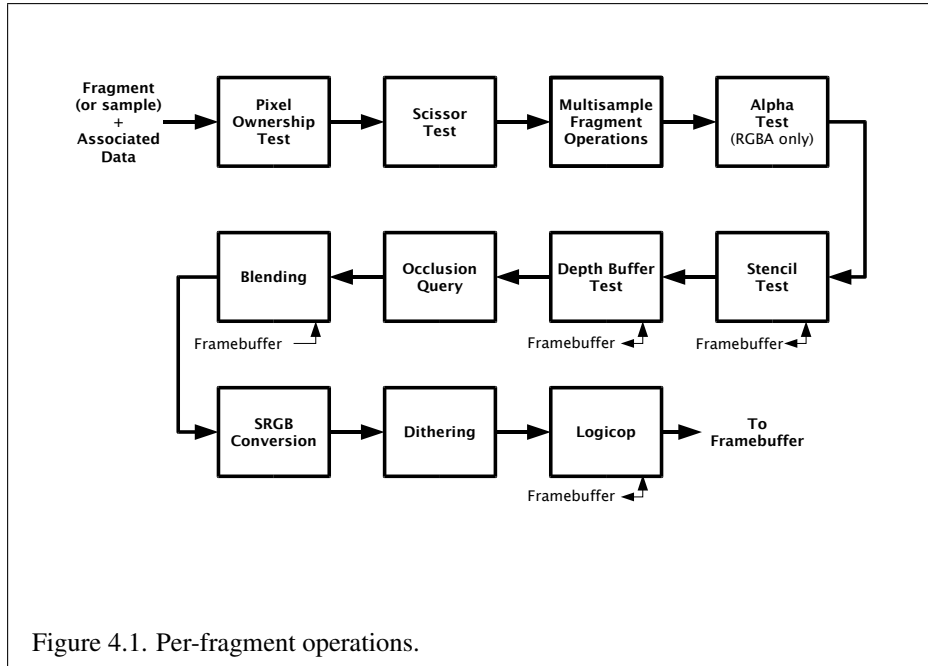 Fragment
(or sample)
+
Associated
Data
Pixel
Ownership
Test
Scissor
Test
Multisample
Fragment
Operations
Alpha
Test
(RGBA only)
Blending
Occlusion
Query
Depth Buffer
Test
Stencil
Test
Framebuffer
Framebuffer
Framebuffer
SRGB
Conversion
Dithering
Logicop
To
Framebuffer
Framebuffer
Figure 4.1. Per-fragment operations.